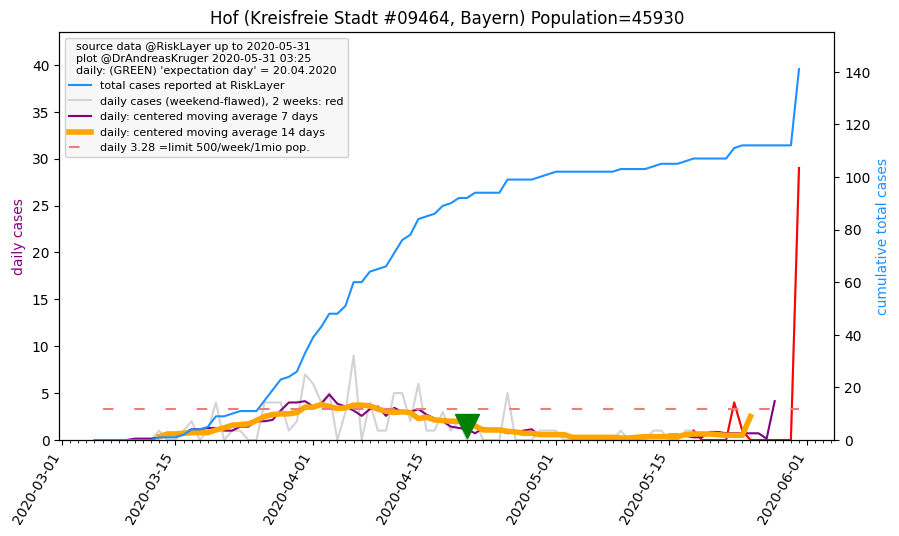 Hof (Kreisfreie Stadt #09464, Bayern) Population=45930
source data @RiskLayer up to 2020-05-31
plot @DrAndreasKruger 2020-05-31 03:25
daily: (GREEN) 'expectation day' = 20.04.2020
total cases reported at RiskLayer
daily cases (weekend-flawed), 2 weeks: red
daily: centered moving average 7 days
daily: centered moving average 14 days
daily 3.28 =limit 500/week/1mio pop.
daily cases
40
35
30
25
20
15
10
5
0
cumulative total cases
140
120
100
80
60
40
20
0
2020-03-01
2020-03-15
2020-04-01
2020-04-15
2020-05-01
2020-05-15
2020-06-01